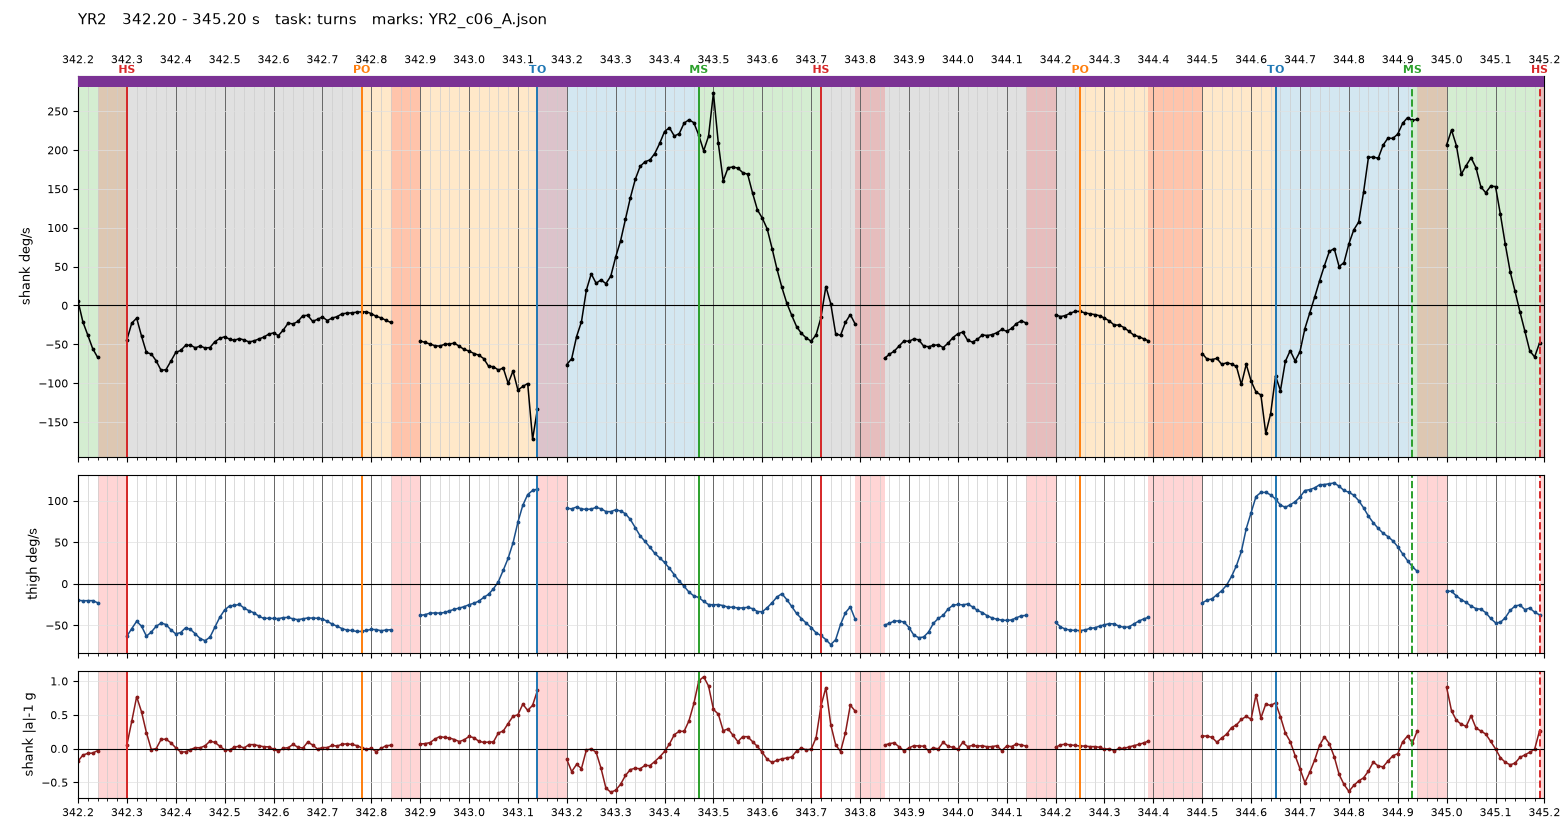 YR2 342.20 - 345.20 s task: turns marks: YR2_c06_A.json
342.2 342.3 342.4 342.5 342.6 342.7 342.8 342.9 343.0 343.1 343.2 343.3 343.4 343.5 343.6 343.7 343.8 343.9 344.0 344.1 344.2 344.3 344.4 344.5 344.6 344.7 344.8 344.9 345.0 345.1 345.2
HS PO TO MS HS PO TO MS HS
250
200
150
100
50
0
−50
−100
−150
shank deg/s
100
50
0
−50
thigh deg/s
1.0
0.5
0.0
−0.5
shank |a|-1 g
342.2 342.3 342.4 342.5 342.6 342.7 342.8 342.9 343.0 343.1 343.2 343.3 343.4 343.5 343.6 343.7 343.8 343.9 344.0 344.1 344.2 344.3 344.4 344.5 344.6 344.7 344.8 344.9 345.0 345.1 345.2